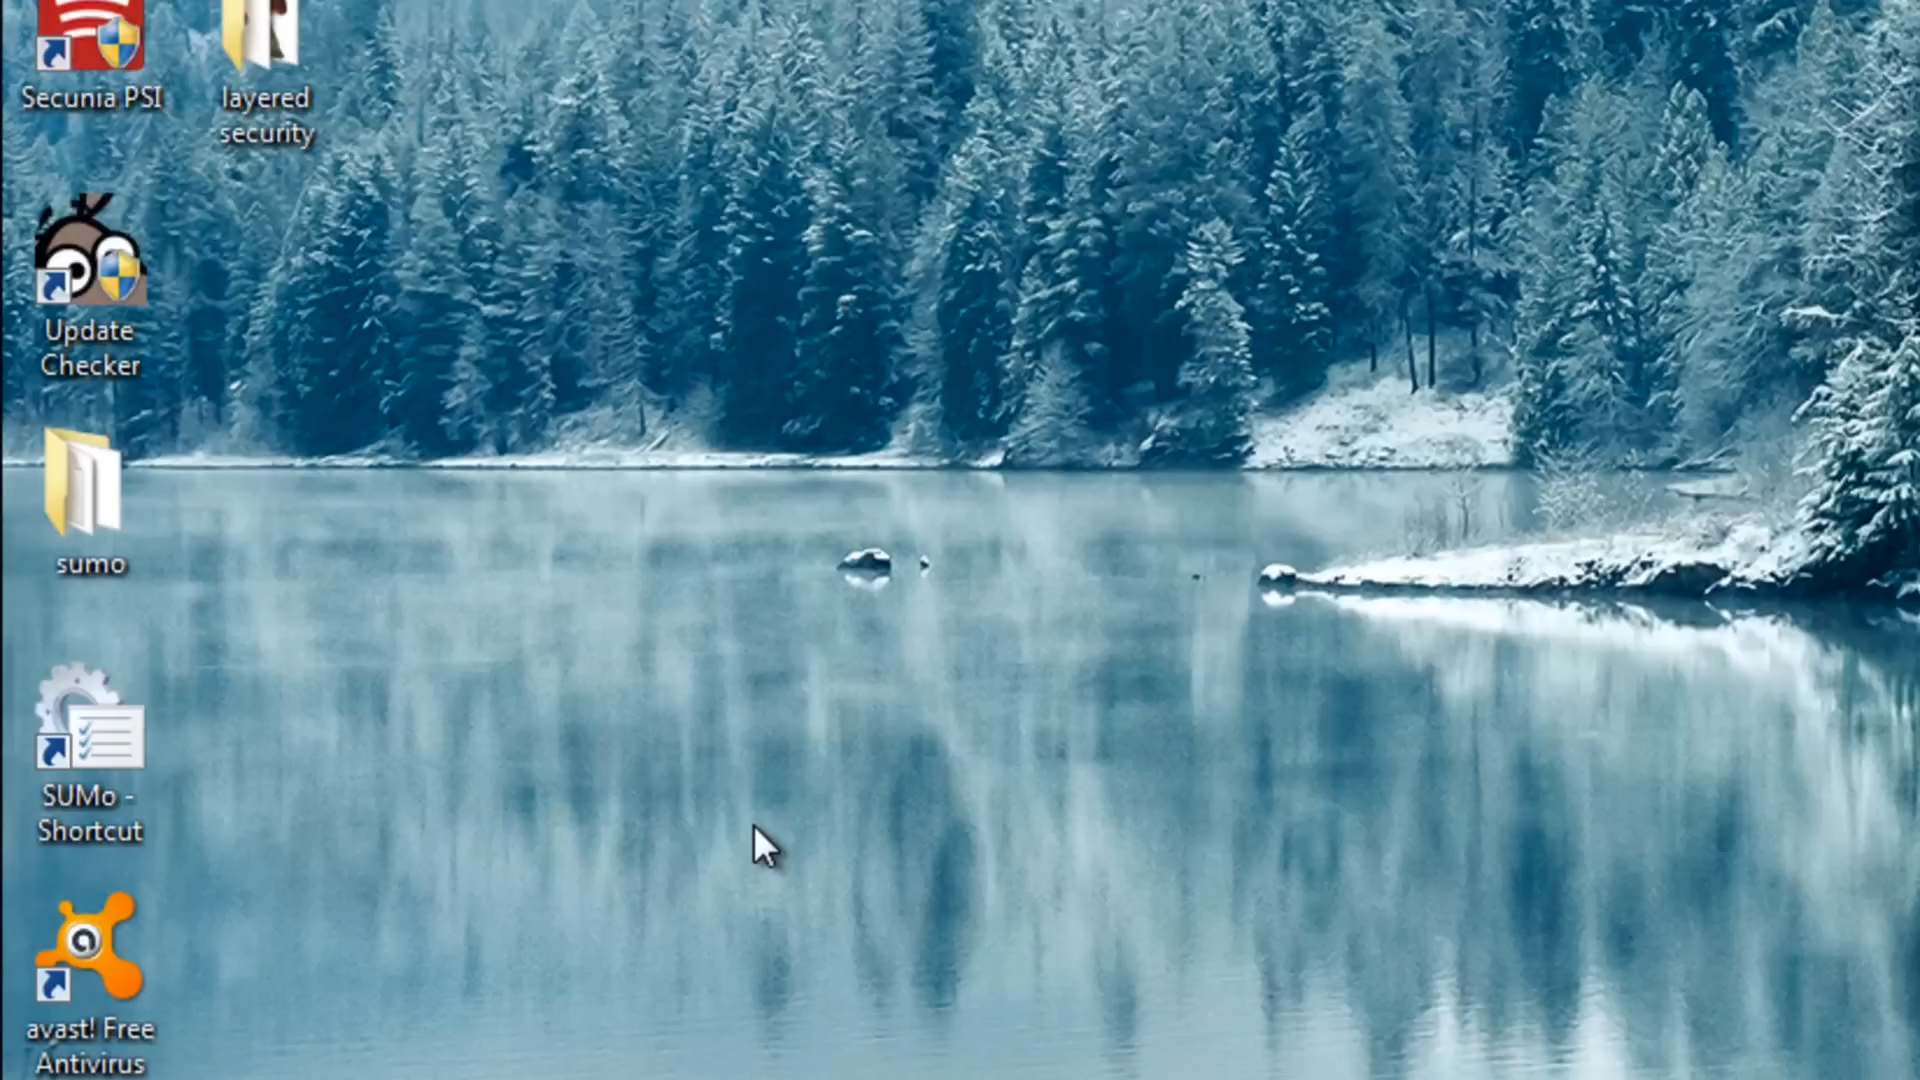 Secunia PSI
layered
security
Update
Checker
sumo
SUMo -
Shortcut
avast! Free
Antivirus